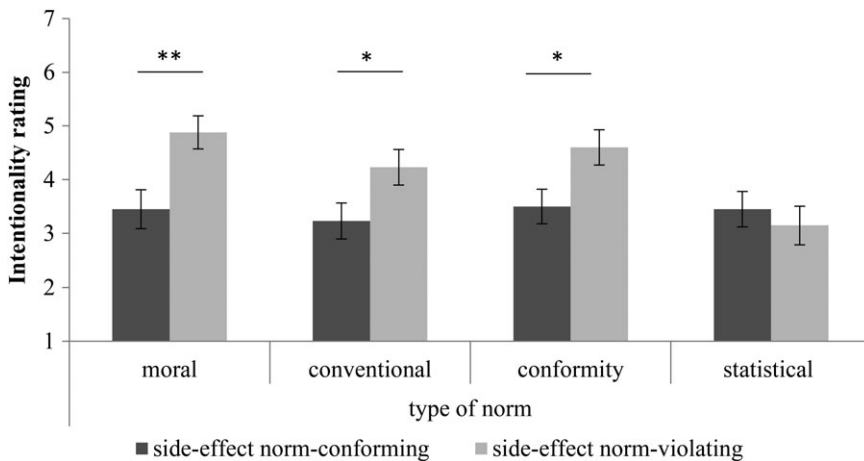 7
** * *
6
5
4
3
2
1
Intentionality rating
moral conventional conformity statistical
type of norm
side-effect norm-conforming side-effect norm-violating